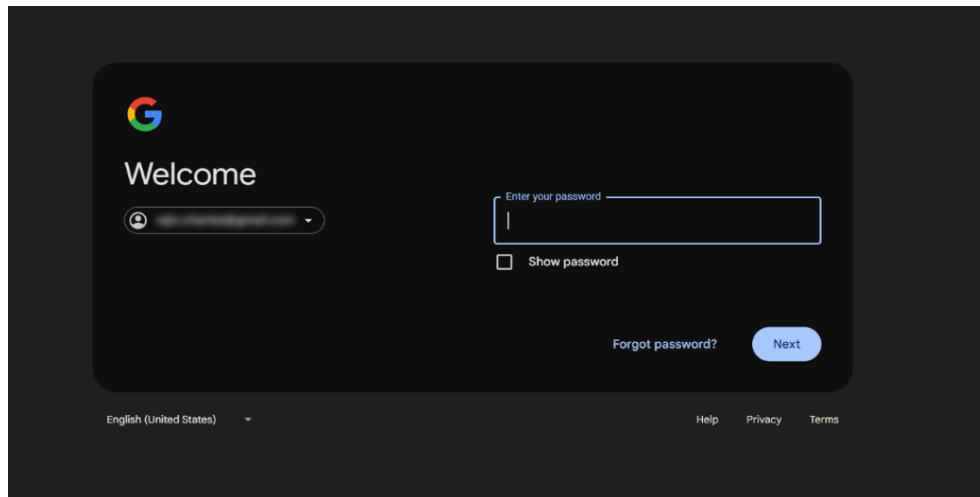 Welcome
Enter your password
Show password
Forgot password?
Next
English (United States)
Help Privacy Terms